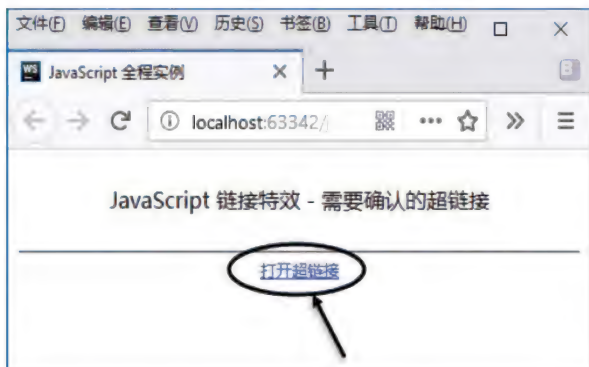 文件(F) 编辑(E) 查看(V) 历史(S) 书签(B) 工具(T) 帮助(H)
WS JavaScript 全程实例
localhost:63342/
JavaScript 链接特效 - 需要确认的超链接
打开超链接